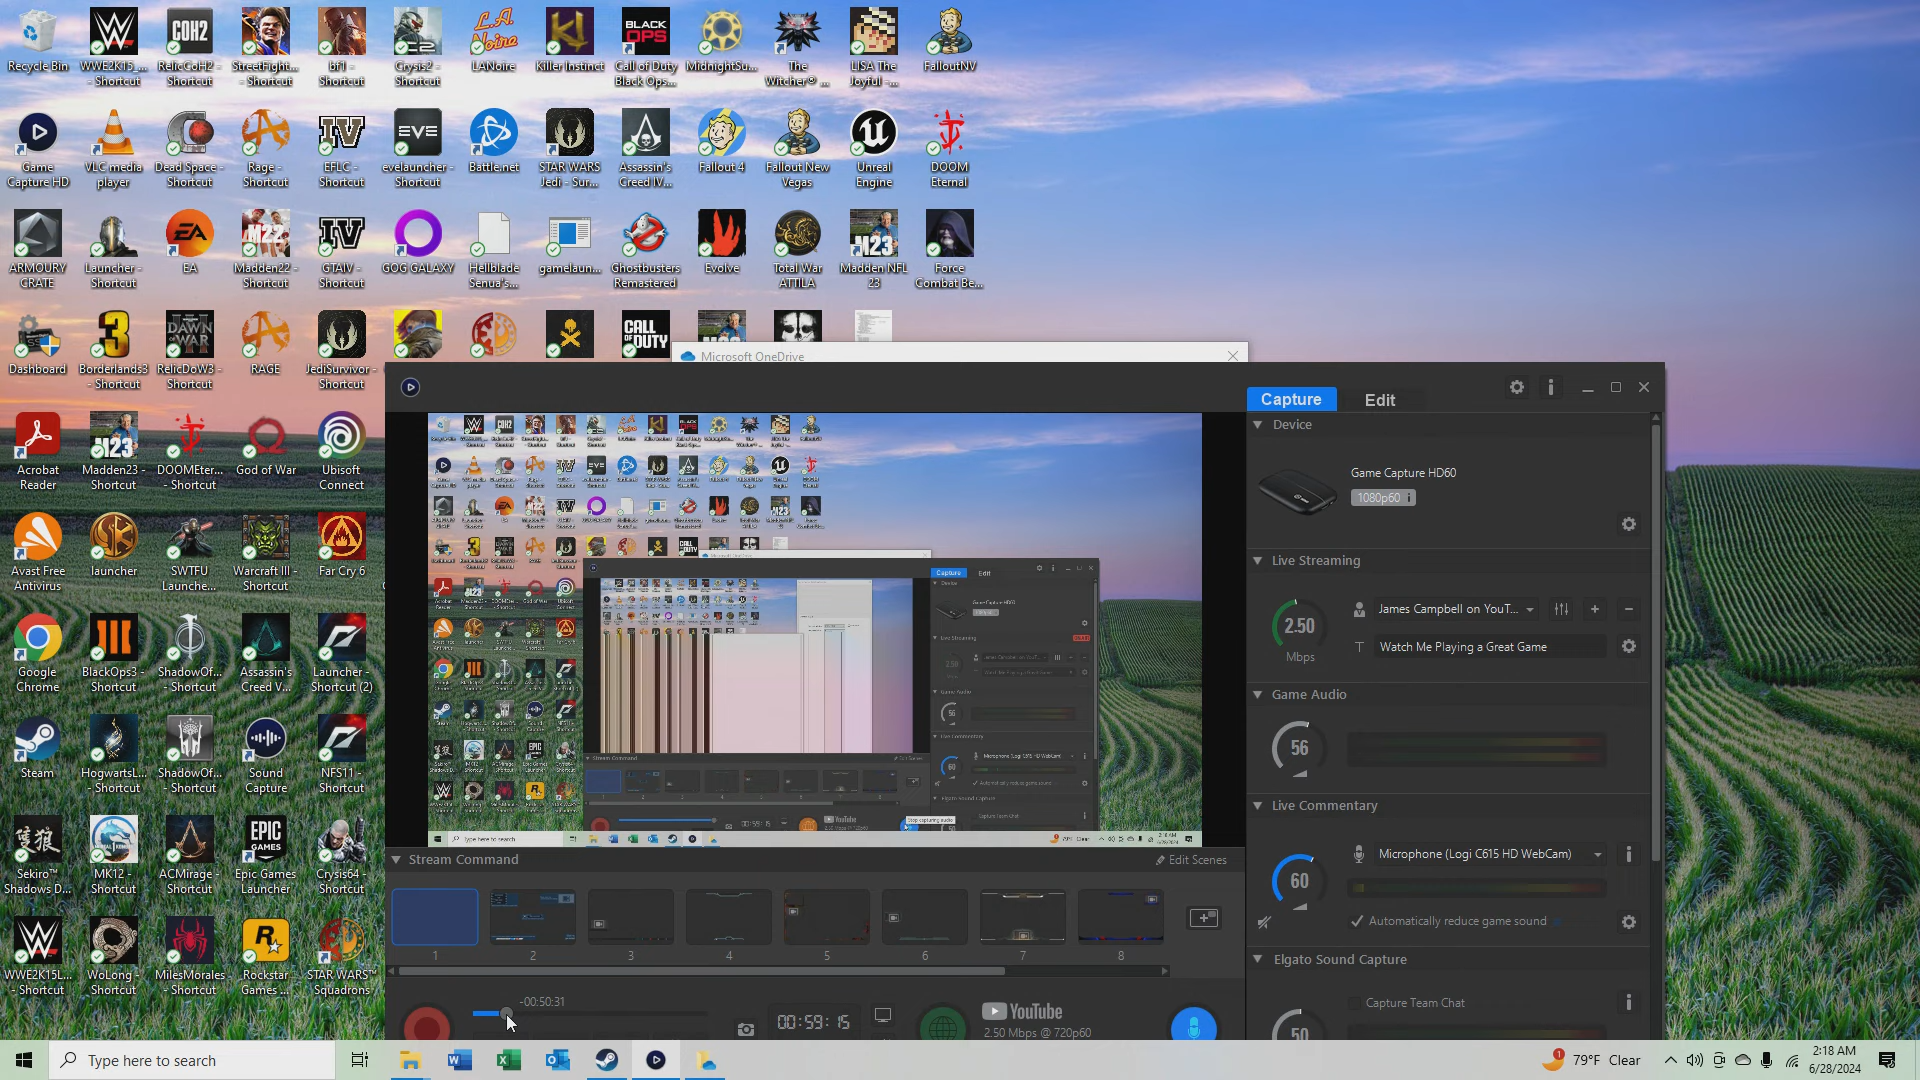 Recycle Bin
WWE2K15_... - Shortcut
RelicCoH2 - Shortcut
StreetFight... - Shortcut
bf1 - Shortcut
Crysis2 - Shortcut
LANoire
Killer Instinct
Call of Duty Black Ops...
MidnightSu...
The Witcher® ...
LISA The Joyful -...
FalloutNV
Game Capture HD
VLC media player
Dead Space - Shortcut
Rage - Shortcut
EFLC - Shortcut
evelauncher - Shortcut
Battle.net
STAR WARS Jedi - Sur...
Assassin's Creed IV...
Fallout 4
Fallout New Vegas
Unreal Engine
DOOM Eternal
ARMOURY CRATE
Launcher - Shortcut
EA
Madden22 - Shortcut
GTAIV - Shortcut
GOG GALAXY
Hellblade Senua's...
gamelaun...
Ghostbusters Remastered
Evolve
Total War ATTILA
Madden NFL 23
Force Combat Be...
Dashboard
Borderlands3 - Shortcut
RelicDoW3 - Shortcut
RAGE
JediSurvivor - Shortcut
Acrobat Reader
Madden23 - Shortcut
DOOMEter... - Shortcut
God of War
Ubisoft Connect
Avast Free Antivirus
launcher
SWTFU Launche...
Warcraft III - Shortcut
Far Cry 6
Google Chrome
BlackOps3 - Shortcut
ShadowOf... - Shortcut
Assassin's Creed V...
Launcher - Shortcut (2)
Steam
HogwartsL... - Shortcut
ShadowOf... - Shortcut
Sound Capture
NFS11 - Shortcut
Sekiro™ Shadows D...
MK12 - Shortcut
ACMirage - Shortcut
Epic Games Launcher
Crysis64 - Shortcut
WWE2K15L... - Shortcut
WoLong - Shortcut
MilesMorales - Shortcut
Rockstar Games ...
STAR WARS™ Squadrons
Microsoft OneDrive
Capture
Edit
Device
Game Capture HD60
1080p60 i
Live Streaming
2.50
Mbps
James Campbell on YouT...
T Watch Me Playing a Great Game
Game Audio
56
Live Commentary
60
Microphone (Logi C615 HD WebCam)
Automatically reduce game sound
Elgato Sound Capture
Capture Team Chat
50
Stream Command
Edit Scenes
1 2 3 4 5 6 7 8
-00:50:31
00:59:15
YouTube
2.50 Mbps @ 720p60
Type here to search
79°F Clear
2:18 AM
6/28/2024